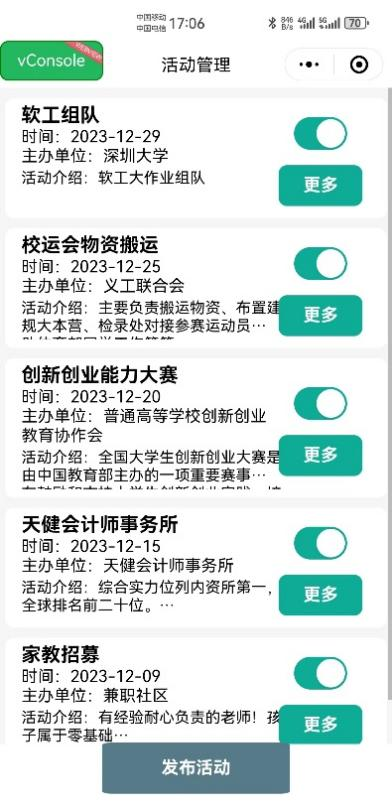 中国移动
中国电信
17:06
846
B/s
4G
5G
70
vConsole
活动管理
软工组队
时间：2023-12-29
主办单位：深圳大学
活动介绍：软工大作业组队
更多
校运会物资搬运
时间：2023-12-25
主办单位：义工联合会
活动介绍：主要负责搬运物资、布置建
规大本营、检录处对接参赛运动员…
更多
创新创业能力大赛
时间：2023-12-20
主办单位：普通高等学校创新创业
教育协作会
活动介绍：全国大学生创新创业大赛是
由中国教育部主办的一项重要赛事…
更多
天健会计师事务所
时间：2023-12-15
主办单位：天健会计师事务所
活动介绍：综合实力位列内资所第一，
全球排名前二十位。…
更多
家教招募
时间：2023-12-09
主办单位：兼职社区
活动介绍：有经验耐心负责的老师！孩
子属于零基础…
更多
发布活动